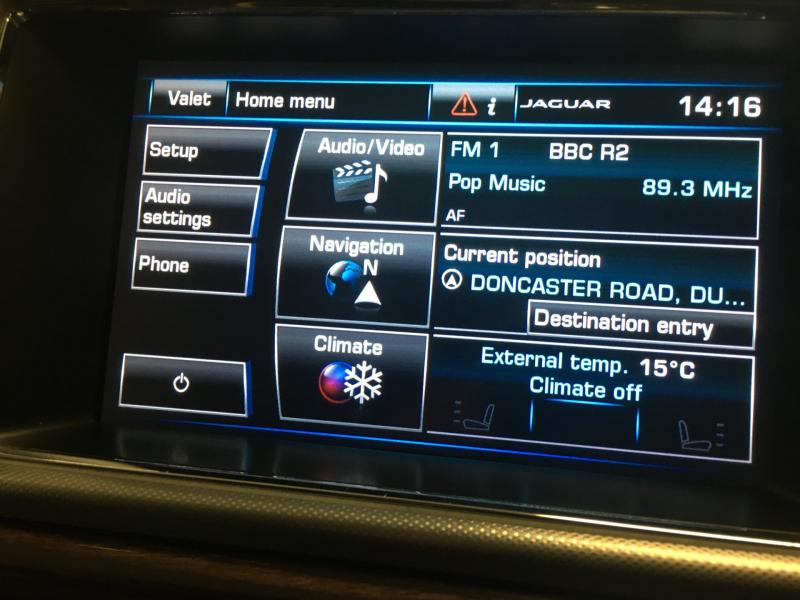 Valet
Home menu
i
JAGUAR
14:16
Setup
Audio
settings
Phone
Audio/Video
FM 1 BBC R2
Pop Music 89.3 MHz
AF
Navigation
N
Current position
DONCASTER ROAD, DU...
Destination entry
Climate
External temp. 15°C
Climate off